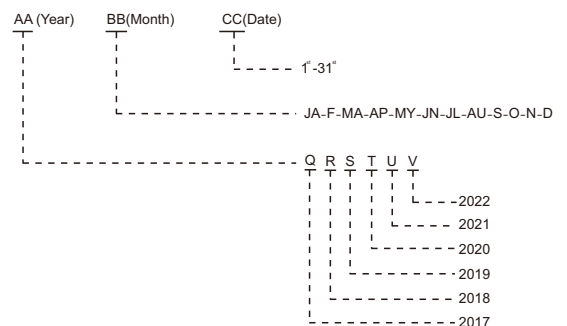 AA (Year) BB(Month) CC(Date)
1st-31st
JA-F-MA-AP-MY-JN-JL-AU-S-O-N-D
Q R S T U V
2022
2021
2020
2019
2018
2017